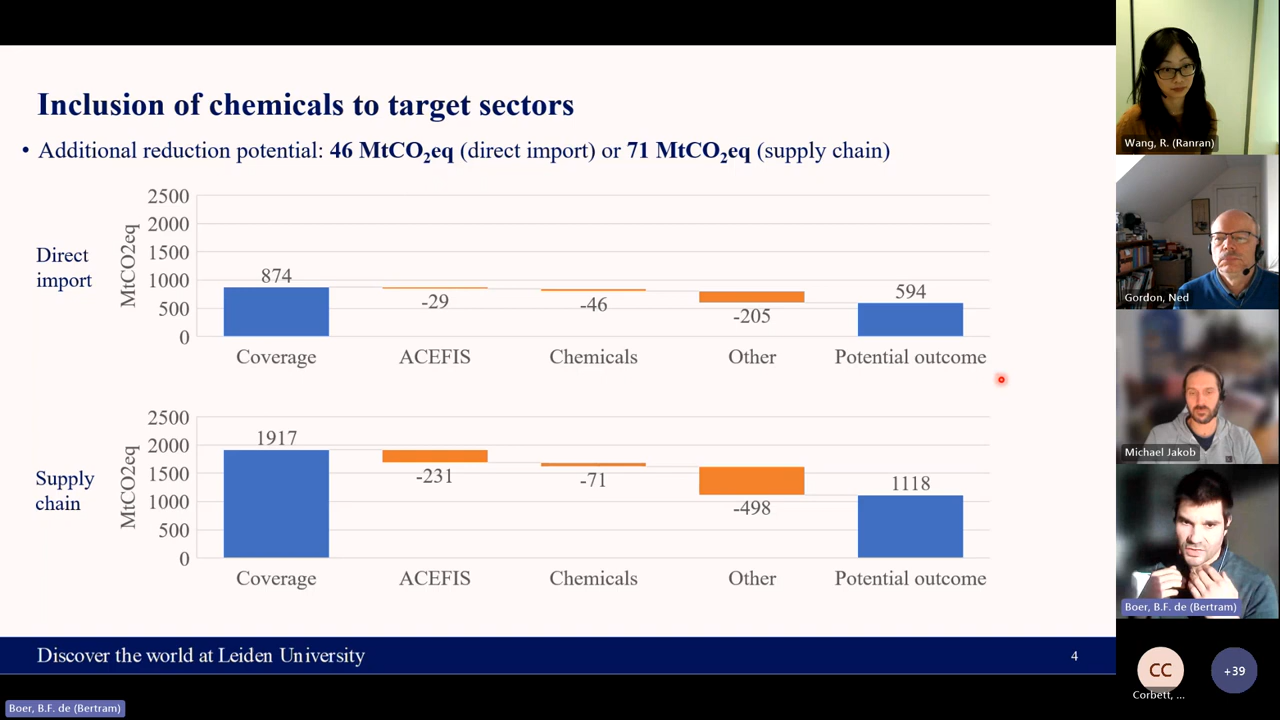 Inclusion of chemicals to target sectors
• Additional reduction potential: 46 MtCO₂eq (direct import) or 71 MtCO₂eq (supply chain)
Direct
import
MtCO2eq
2500
2000
1500
1000
500
0
874
-29
-46
-205
594
Coverage
ACEFIS
Chemicals
Other
Potential outcome
Supply
chain
MtCO2eq
2500
2000
1500
1000
500
0
1917
-231
-71
-498
1118
Coverage
ACEFIS
Chemicals
Other
Potential outcome
Discover the world at Leiden University
4
Boer, B.F. de (Bertram)
Wang, R. (Ranran)
Gordon, Ned
Michael Jakob
Boer, B.F. de (Bertram)
CC
Corbett, ...
+39